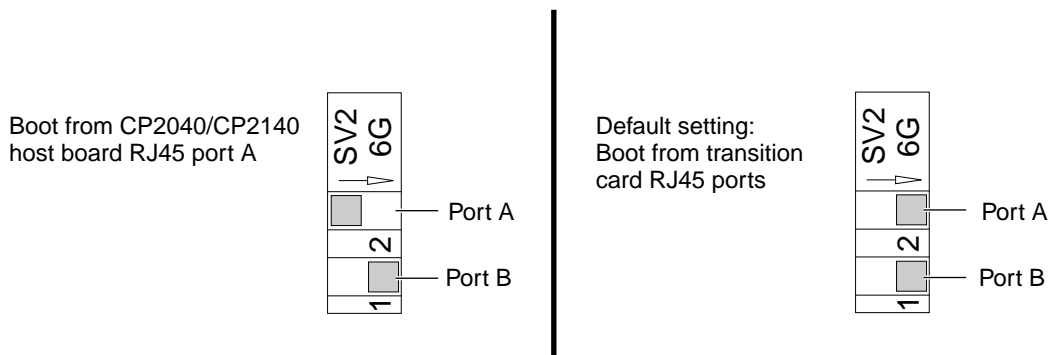 Boot from CP2040/CP2140
host board RJ45 port A
SV2
6G
Port A
2
Port B
1
Default setting:
Boot from transition
card RJ45 ports
SV2
6G
Port A
2
Port B
1